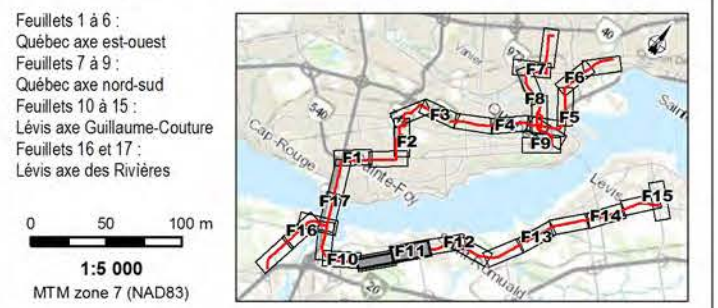 Feuillets 1 à 6 :
Québec axe est-ouest
Feuillets 7 à 9 :
Québec axe nord-sud
Feuillets 10 à 15 :
Lévis axe Guillaume-Couture
Feuillets 16 et 17 :
Lévis axe des Rivières
0 50 100 m
1:5 000
MTM zone 7 (NAD83)
40
Vanier
973
F7
F6
F8
F3
F4
F5
F9
540
F2
F1
Cap-Rouge
Sainte-Foy
F17
Lévis
F15
F14
F16
F13
F12
F11
F10
Romuald
20